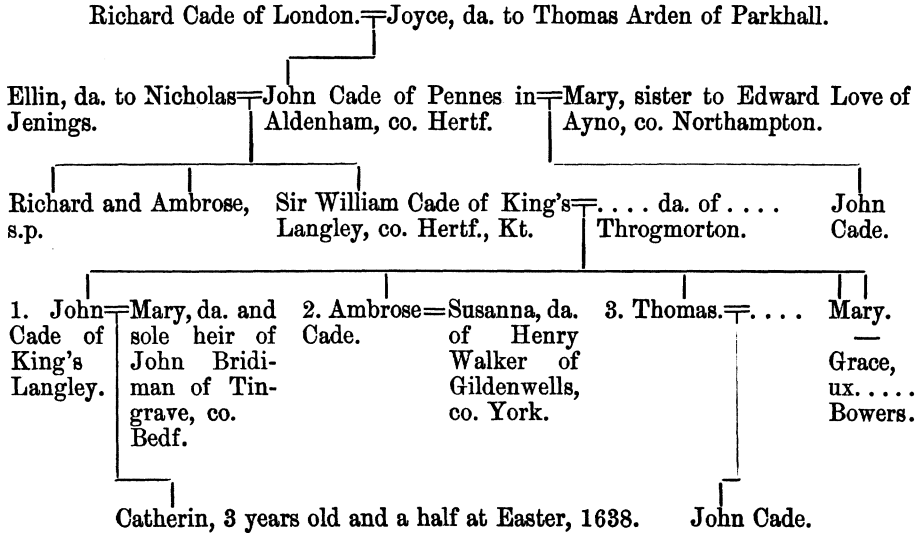 Richard Cade of London.=Joyce, da. to Thomas Arden of Parkhall.
Ellin, da. to Nicholas=John Cade of Pennes in=Mary, sister to Edward Love of
Jenings. Aldenham, co. Hertf. Ayno, co. Northampton.
Richard and Ambrose, Sir William Cade of King's=. . . . da. of . . . . John
s.p. Langley, co. Hertf., Kt. Throgmorton. Cade.
1. John=Mary, da. and 2. Ambrose=Susanna, da. 3. Thomas.=. . . . Mary.
Cade of sole heir of Cade. of Henry —
King's John Bridi- Walker of Grace,
Langley. man of Tin- Gildenwells, ux. . . . .
grave, co. co. York. Bowers.
Bedf.
Catherin, 3 years old and a half at Easter, 1638. John Cade.